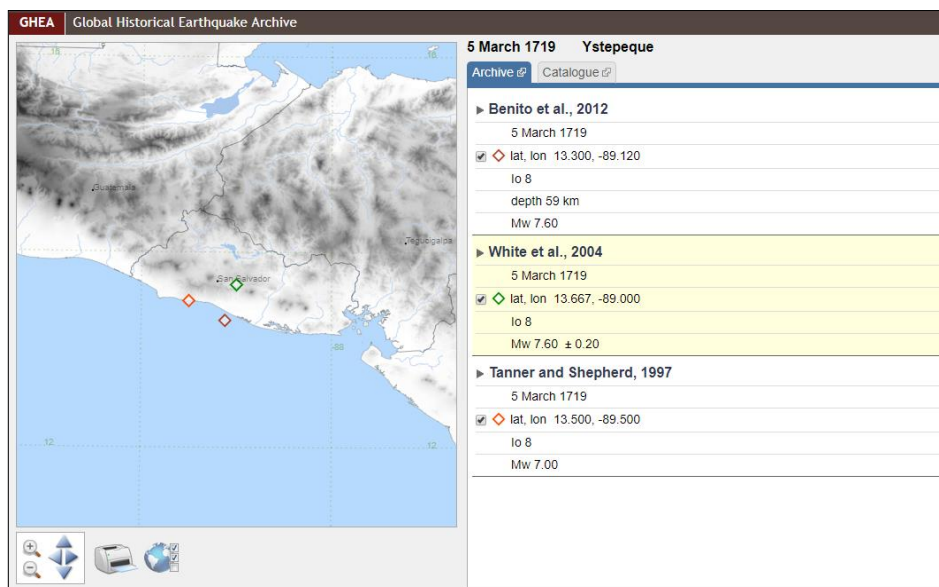 GHEA Global Historical Earthquake Archive
5 March 1719 Ystepeque
Archive Catalogue
Benito et al., 2012
5 March 1719
lat, lon 13.300, -89.120
Io 8
depth 59 km
Mw 7.60
White et al., 2004
5 March 1719
lat, lon 13.667, -89.000
Io 8
Mw 7.60 ± 0.20
Tanner and Shepherd, 1997
5 March 1719
lat, lon 13.500, -89.500
Io 8
Mw 7.00
Guatemala
Tegucigalpa
San Salvador
-88
12
12